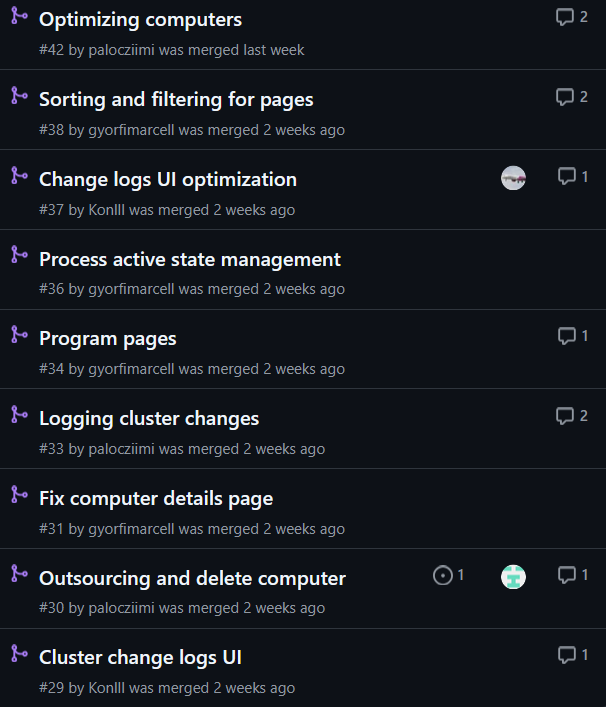 Optimizing computers
2
#42 by palocziimi was merged last week
Sorting and filtering for pages
2
#38 by gyorfimarcell was merged 2 weeks ago
Change logs UI optimization
1
#37 by Konlll was merged 2 weeks ago
Process active state management
#36 by gyorfimarcell was merged 2 weeks ago
Program pages
1
#34 by gyorfimarcell was merged 2 weeks ago
Logging cluster changes
2
#33 by palocziimi was merged 2 weeks ago
Fix computer details page
#31 by gyorfimarcell was merged 2 weeks ago
Outsourcing and delete computer
1
1
#30 by palocziimi was merged 2 weeks ago
Cluster change logs UI
1
#29 by Konlll was merged 2 weeks ago